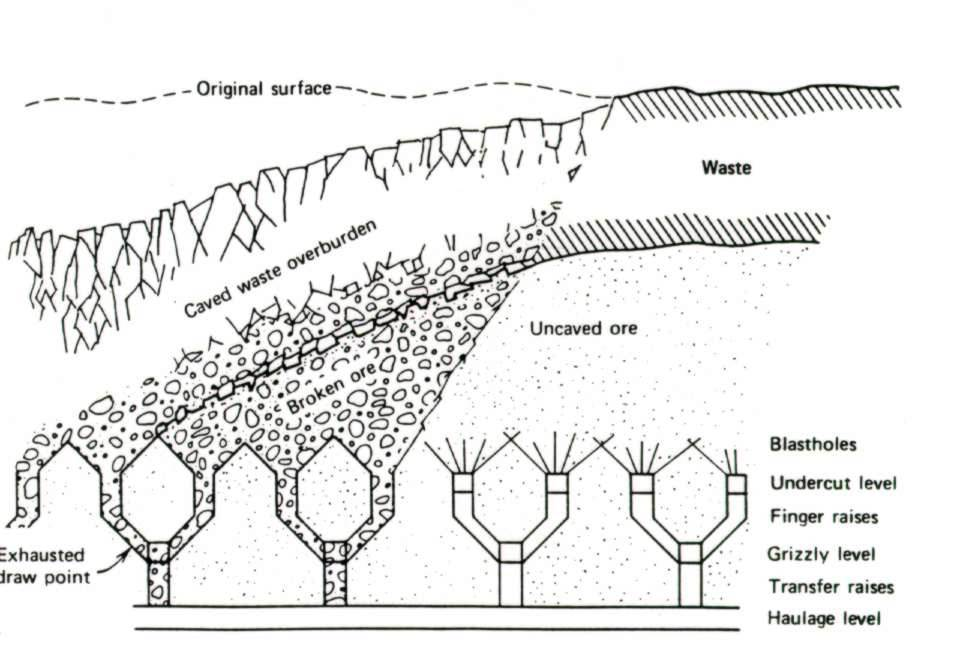 Original surface
Waste
Caved waste overburden
Uncaved ore
Broken ore
Blastholes
Undercut level
Finger raises
Exhausted
draw point
Grizzly level
Transfer raises
Haulage level